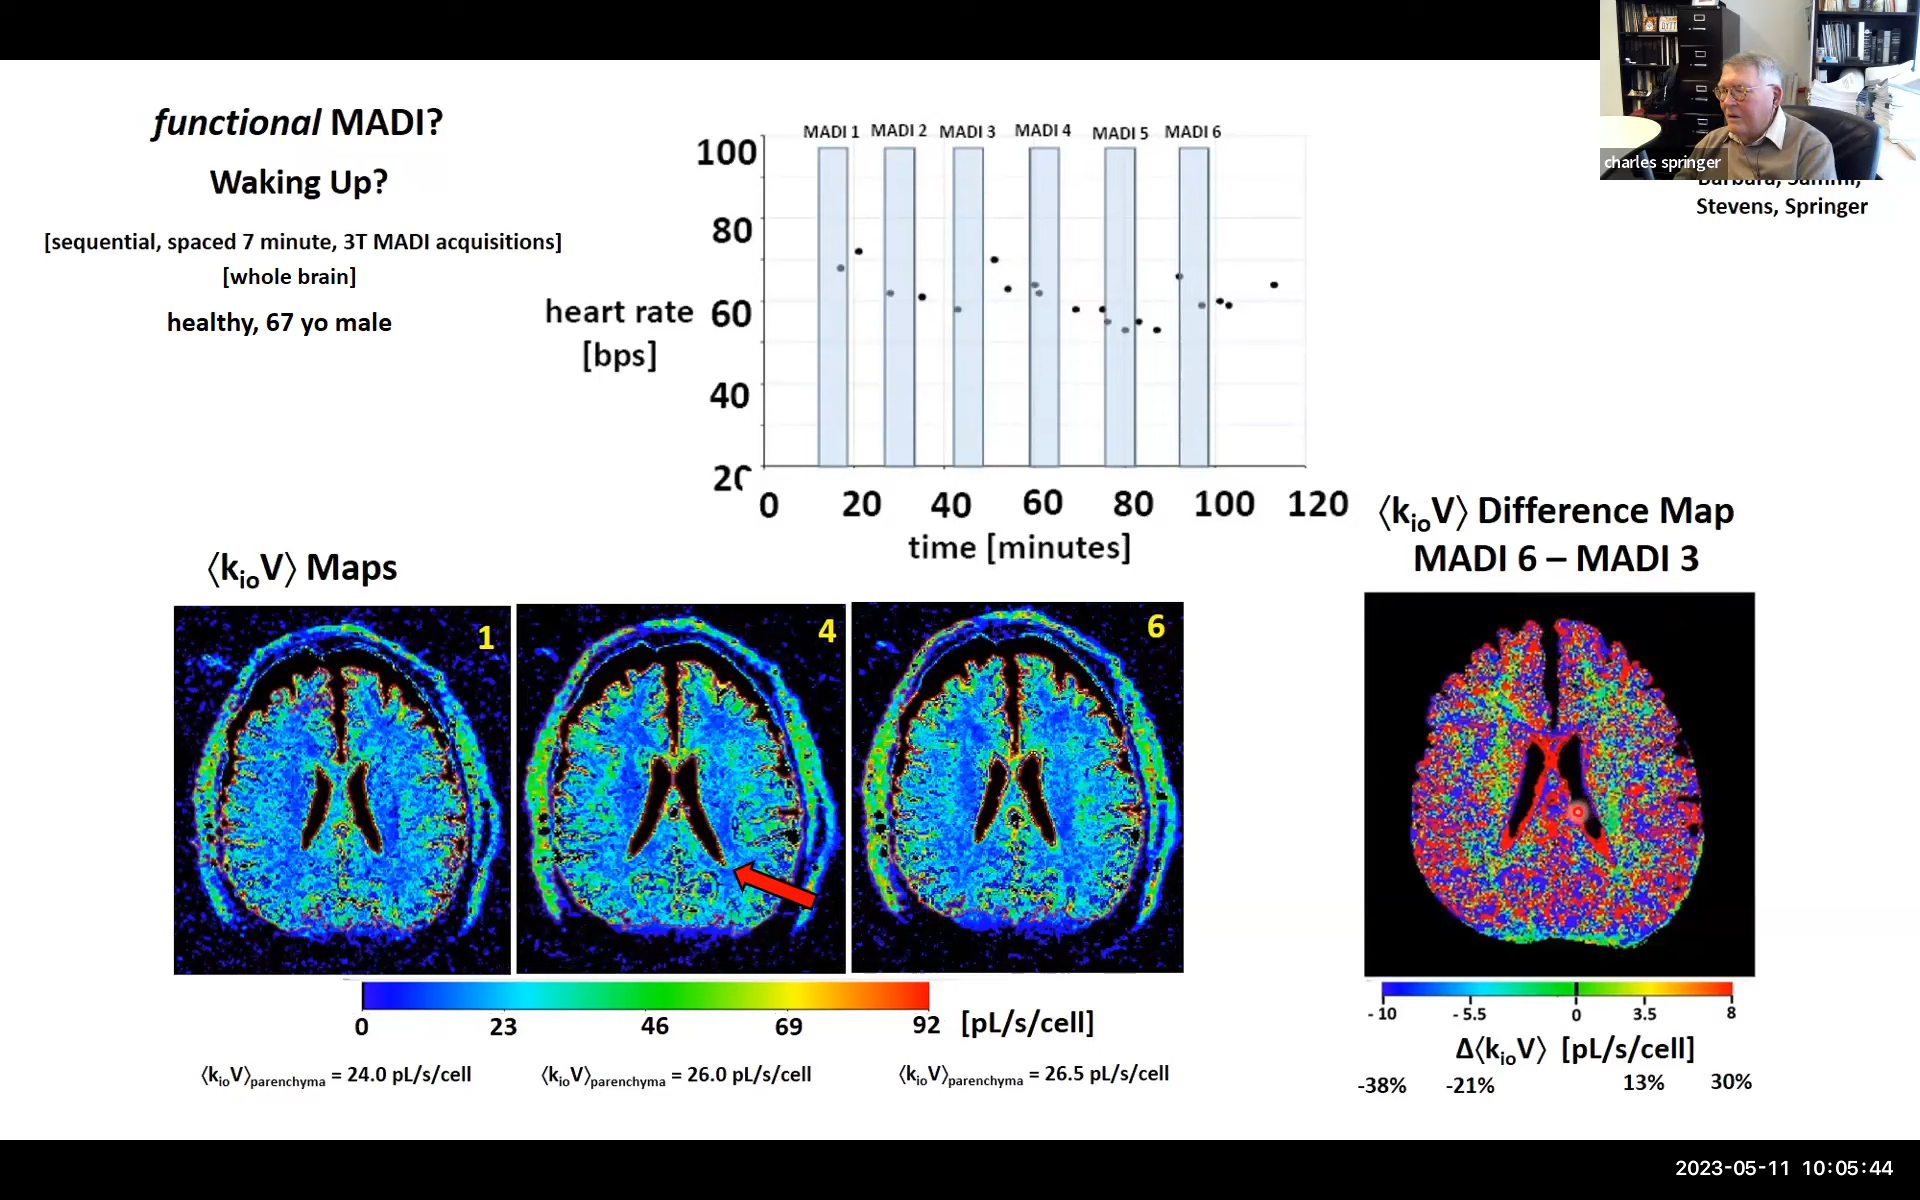 functional MADI?
Waking Up?
[sequential, spaced 7 minute, 3T MADI acquisitions]
[whole brain]
healthy, 67 yo male
MADI 1 MADI 2 MADI 3 MADI 4 MADI 5 MADI 6
100
80
heart rate 60
[bps]
40
20
0 20 40 60 80 100 120
time [minutes]
charles springer
Barbara, Sammi,
Stevens, Springer
⟨kioV⟩ Maps
1
4
6
0 23 46 69 92 [pL/s/cell]
⟨kioV⟩parenchyma = 24.0 pL/s/cell
⟨kioV⟩parenchyma = 26.0 pL/s/cell
⟨kioV⟩parenchyma = 26.5 pL/s/cell
⟨kioV⟩ Difference Map
MADI 6 – MADI 3
- 10 - 5.5 0 3.5 8
Δ⟨kioV⟩ [pL/s/cell]
-38% -21% 13% 30%
2023-05-11 10:05:44